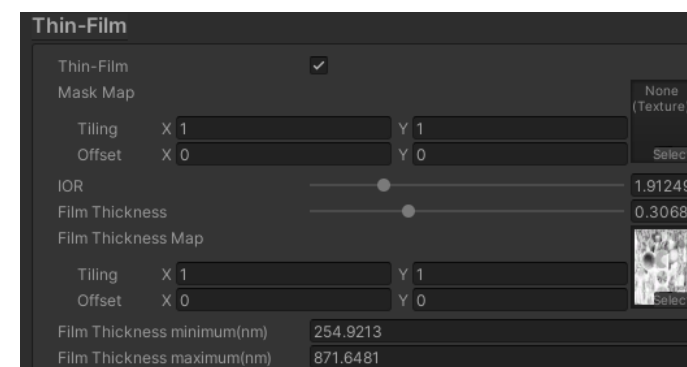 Thin-Film
Thin-Film
Mask Map
None
(Texture
Tiling X 1 Y 1
Offset X 0 Y 0
Selec
IOR 1.91249
Film Thickness 0.3068
Film Thickness Map
Tiling X 1 Y 1
Offset X 0 Y 0
Selec
Film Thickness minimum(nm) 254.9213
Film Thickness maximum(nm) 871.6481